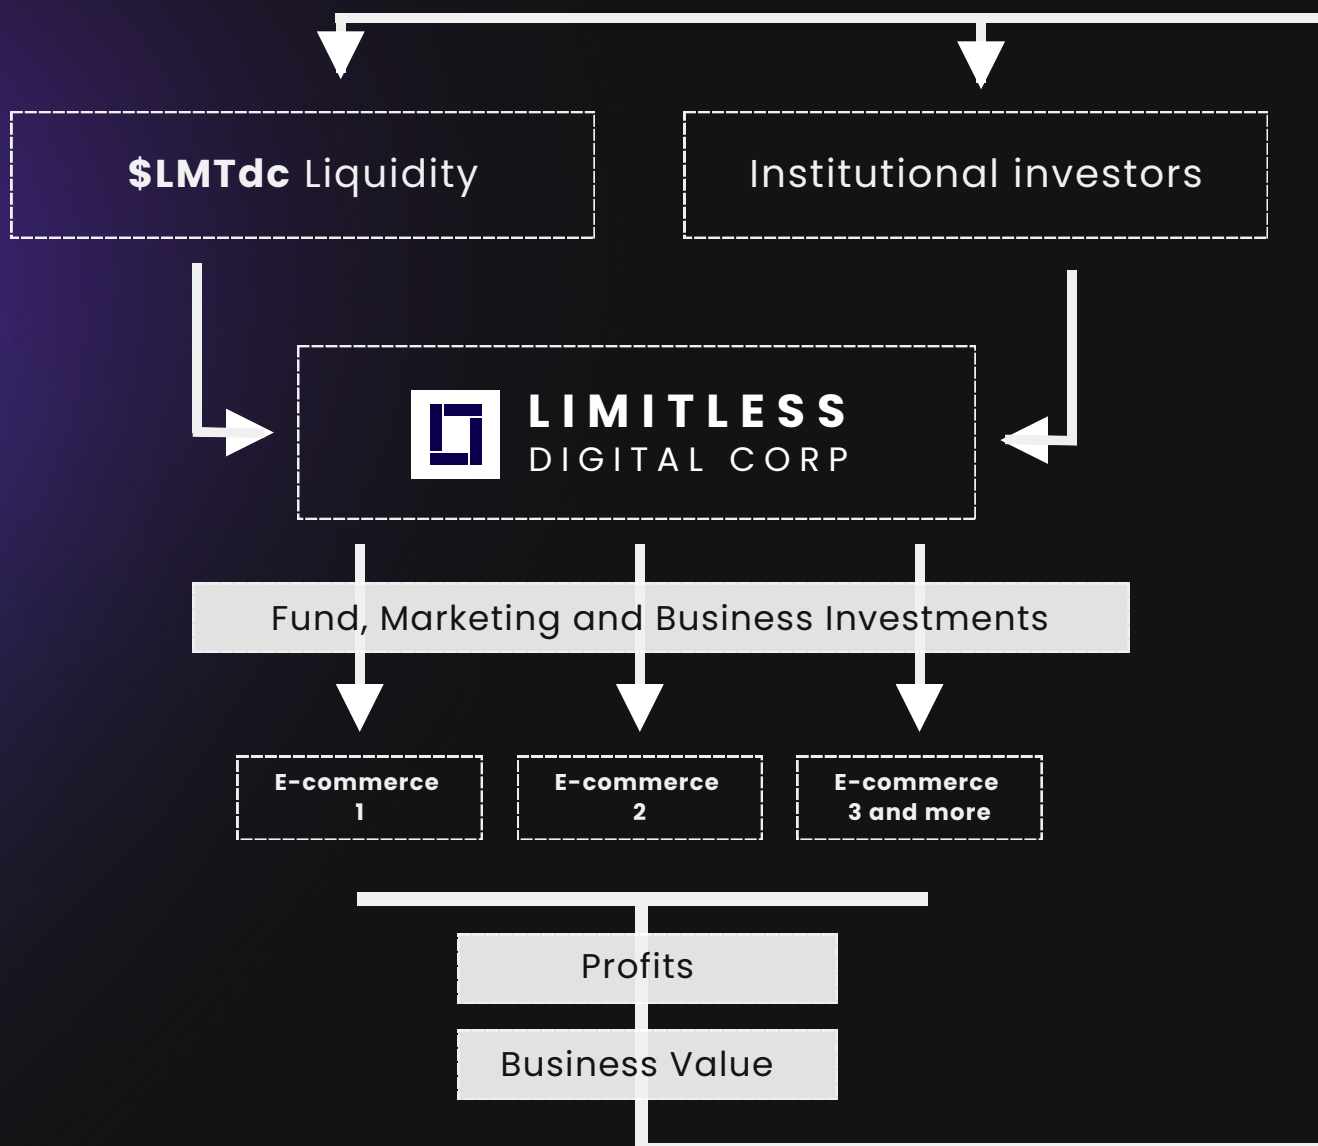 $LMTdc Liquidity
Institutional investors
LIMITLESS
DIGITAL CORP
Fund, Marketing and Business Investments
E-commerce
1
E-commerce
2
E-commerce
3 and more
Profits
Business Value